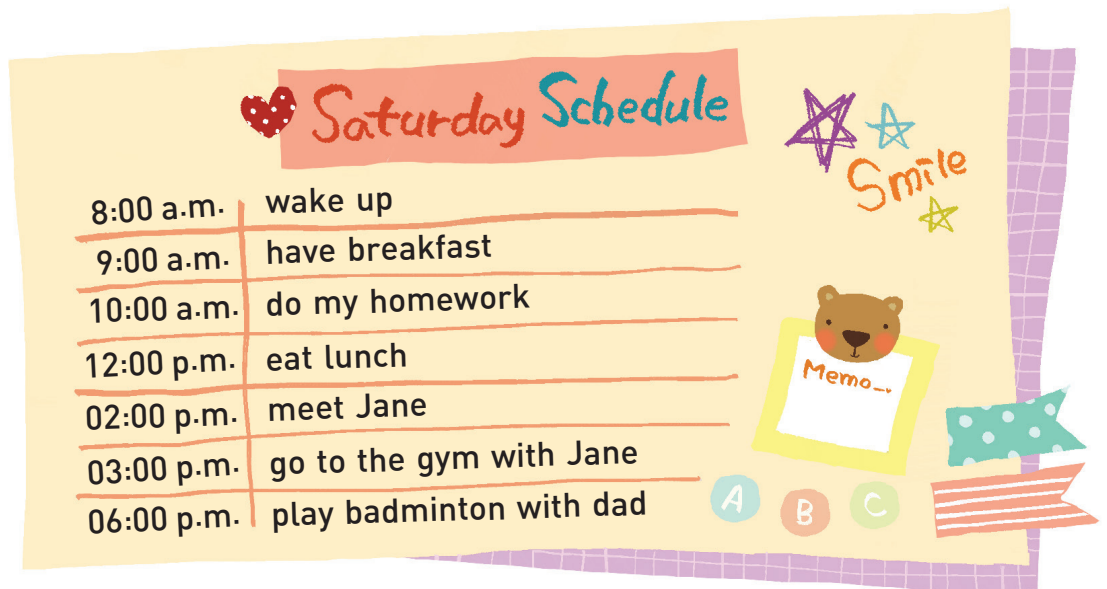 Saturday Schedule
Smile
8:00 a.m. wake up
9:00 a.m. have breakfast
10:00 a.m. do my homework
12:00 p.m. eat lunch
02:00 p.m. meet Jane
03:00 p.m. go to the gym with Jane
06:00 p.m. play badminton with dad
Memo
A B C